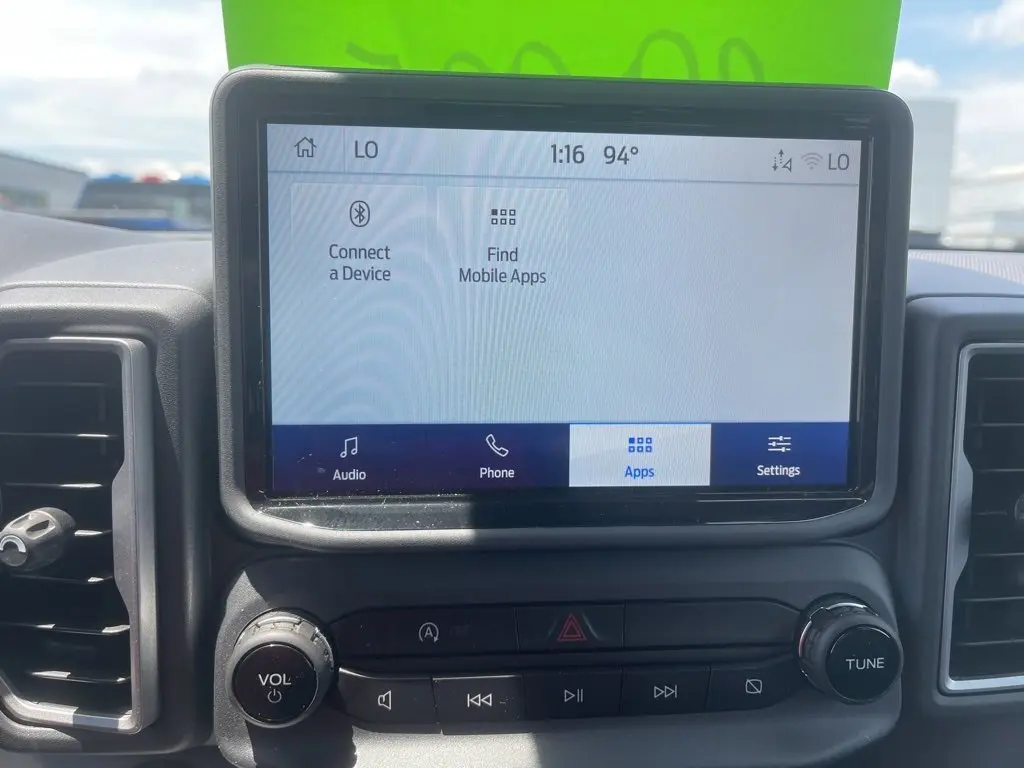 LO
1:16 94°
LO
Connect
a Device
Find
Mobile Apps
Audio
Phone
Apps
Settings
A
VOL
TUNE